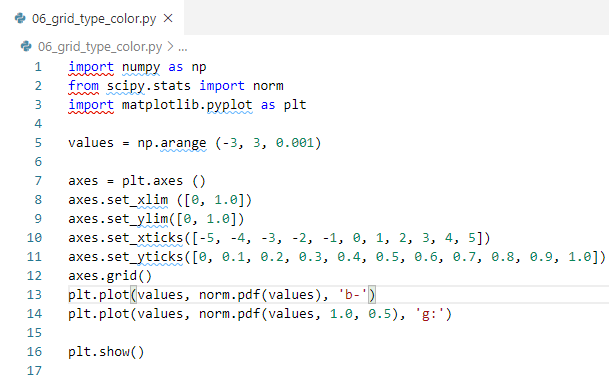 06_grid_type_color.py ×
06_grid_type_color.py > ...
1 import numpy as np
2 from scipy.stats import norm
3 import matplotlib.pyplot as plt
4
5 values = np.arange (-3, 3, 0.001)
6
7 axes = plt.axes ()
8 axes.set_xlim ([0, 1.0])
9 axes.set_ylim([0, 1.0])
10 axes.set_xticks([-5, -4, -3, -2, -1, 0, 1, 2, 3, 4, 5])
11 axes.set_yticks([0, 0.1, 0.2, 0.3, 0.4, 0.5, 0.6, 0.7, 0.8, 0.9, 1.0])
12 axes.grid()
13 plt.plot(values, norm.pdf(values), 'b-')
14 plt.plot(values, norm.pdf(values, 1.0, 0.5), 'g:')
15
16 plt.show()
17